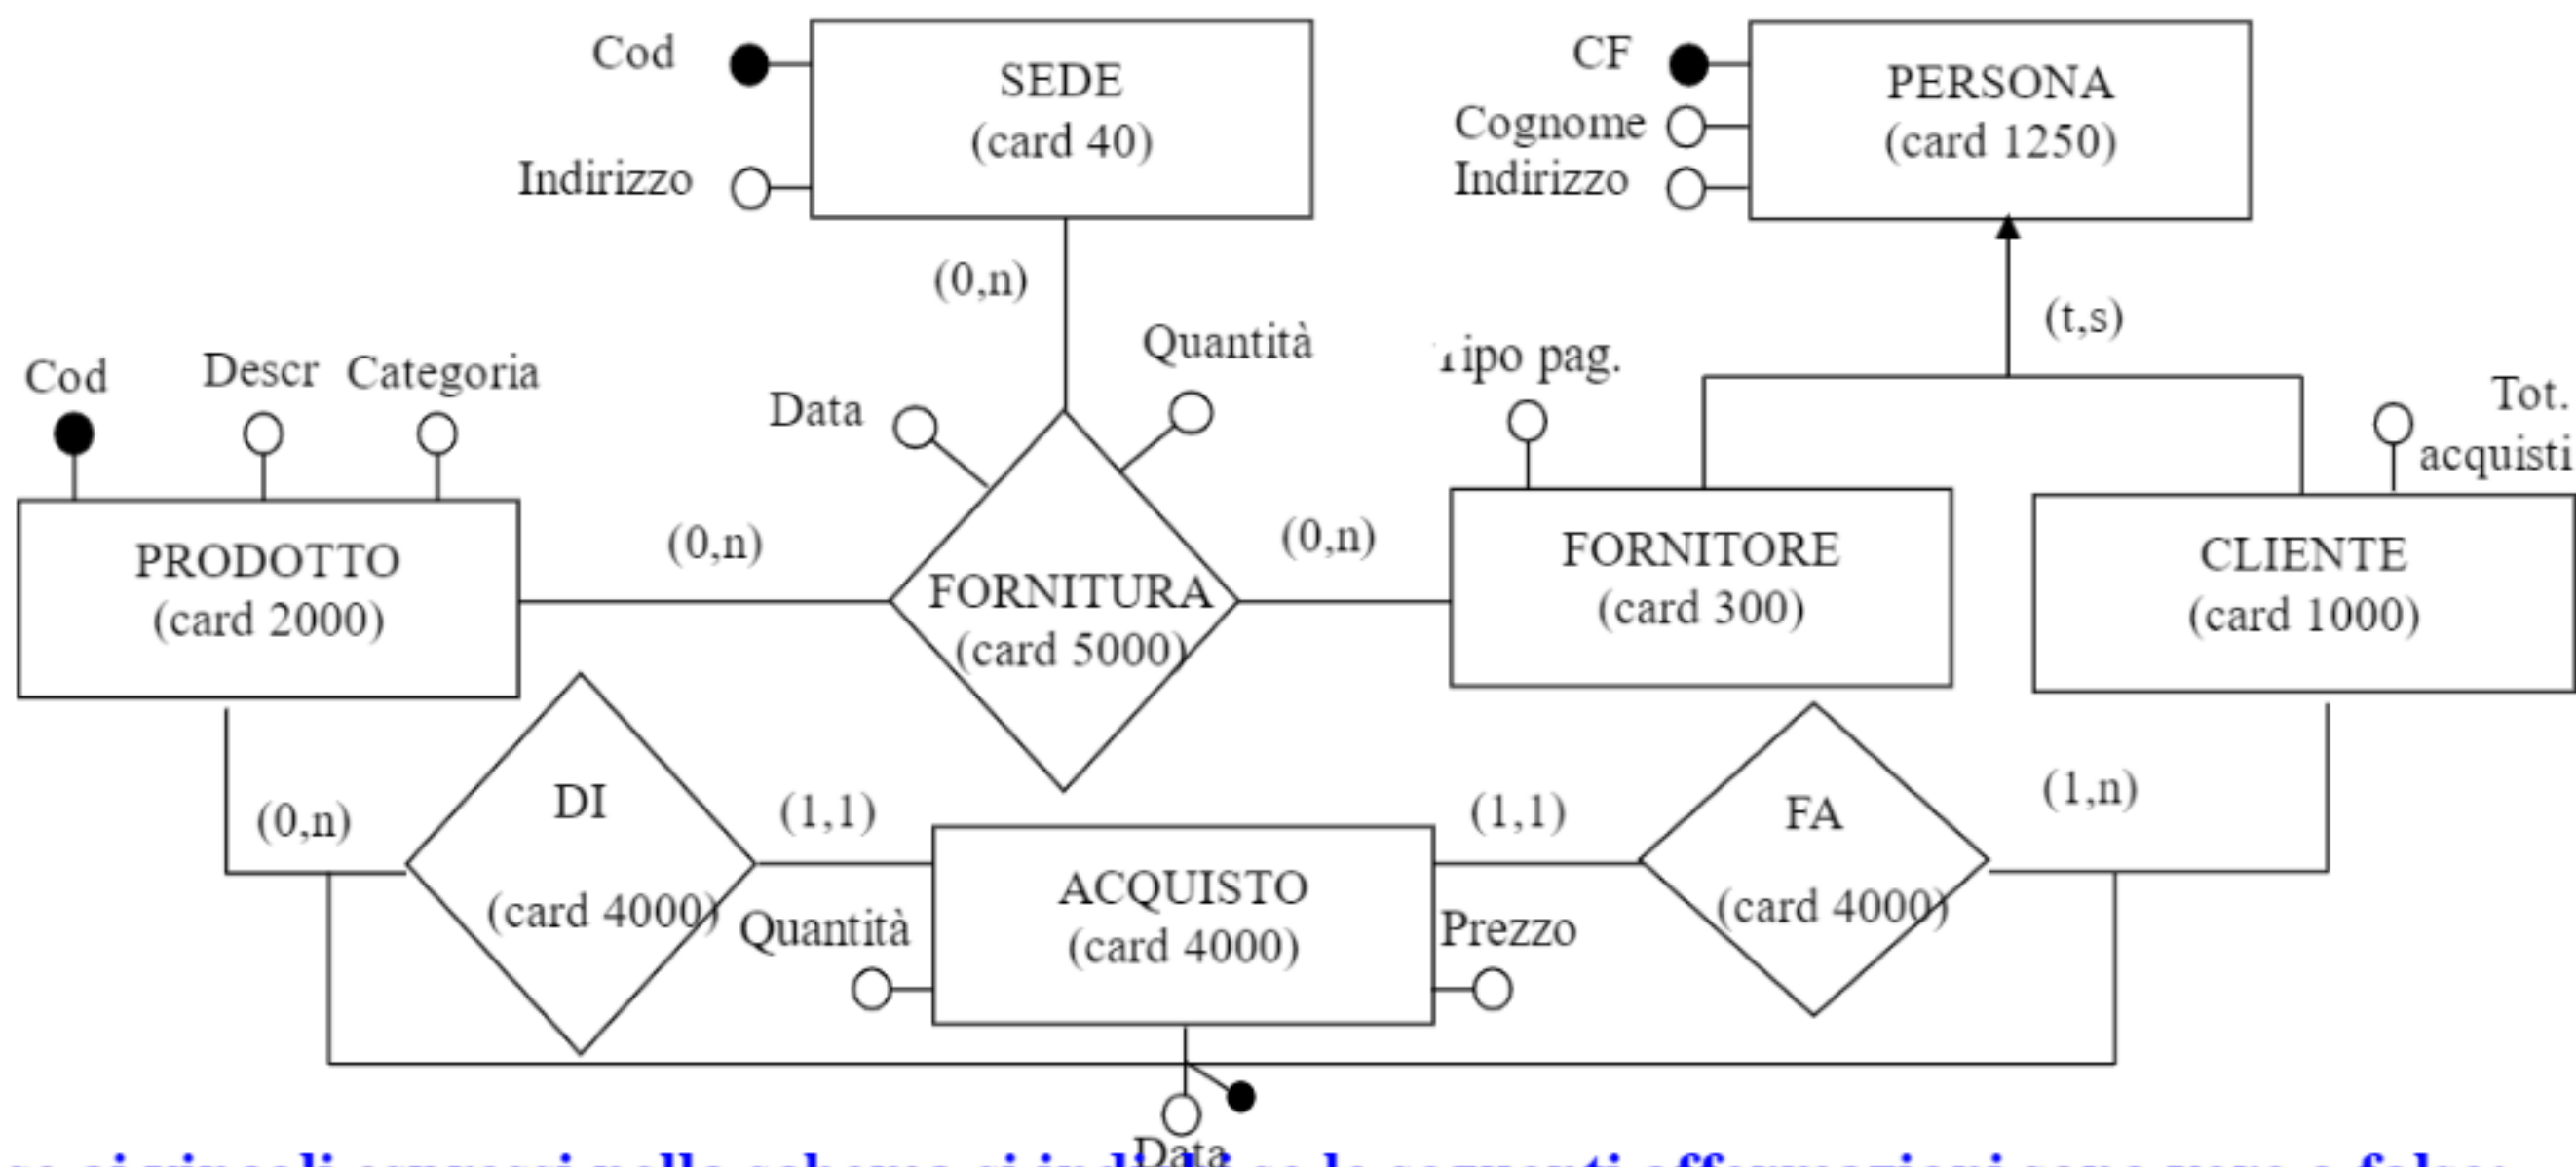 Cod
SEDE
(card 40)
Indirizzo
CF
Cognome
Indirizzo
PERSONA
(card 1250)
(0,n)
(t,s)
Cod
Descr
Categoria
Data
Quantità
pag.
Tot.
acquisti
PRODOTTO
(card 2000)
(0,n)
FORNITURA
(card 5000)
(0,n)
FORNITORE
(card 300)
CLIENTE
(card 1000)
(0,n)
DI
(card 4000)
(1,1)
ACQUISTO
(card 4000)
Quantità
Prezzo
(1,1)
FA
(card 4000)
(1,n)
Data